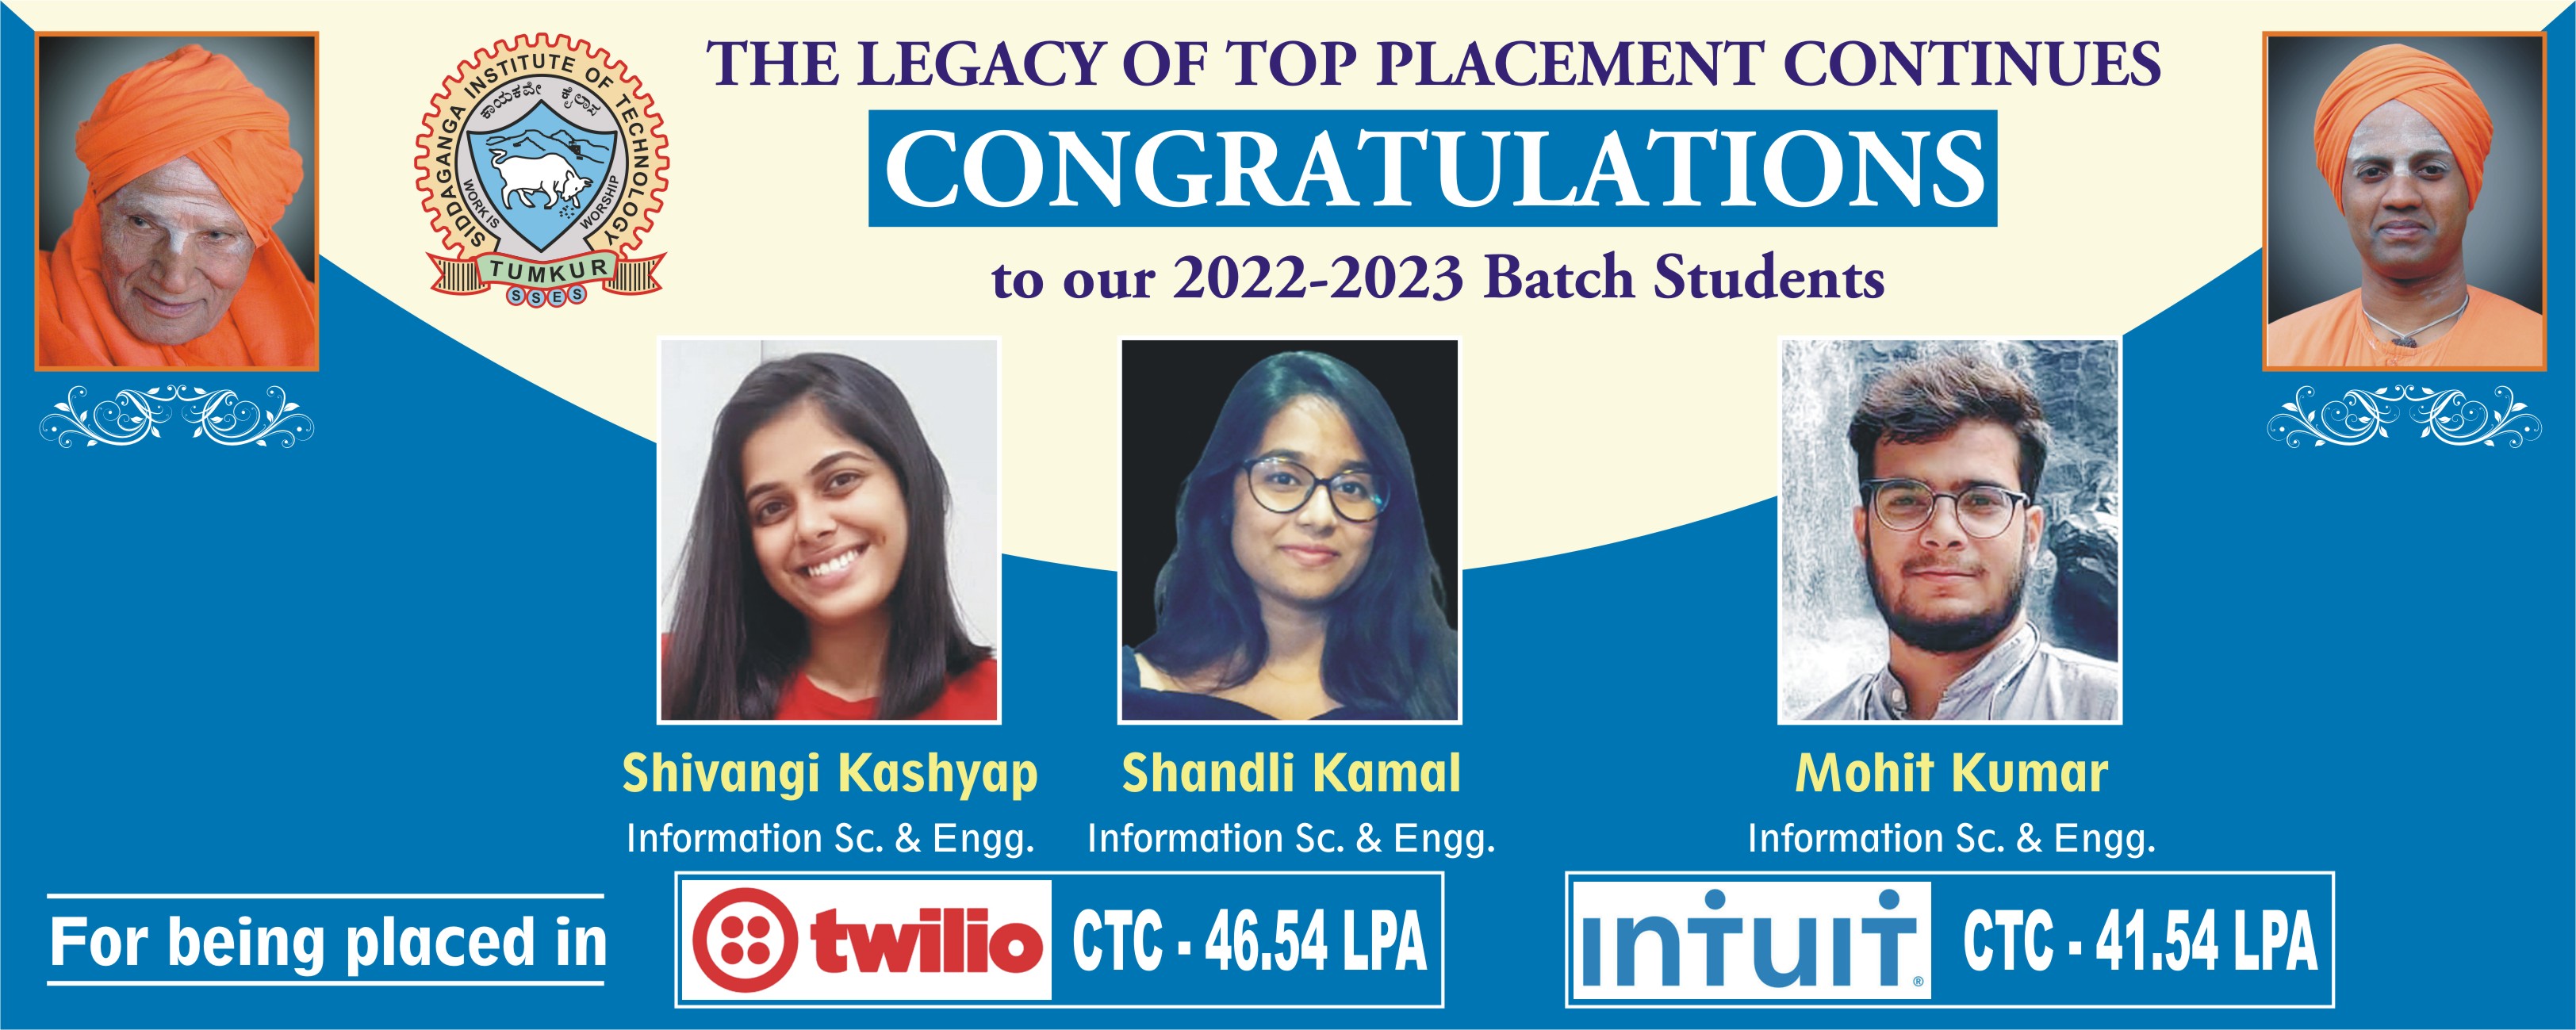 SIDDAGANGA INSTITUTE OF TECHNOLOGY
ಕಾಯಕವೇ ಕೈಲಾಸ
WORK IS WORSHIP
TUMKUR
SSES
THE LEGACY OF TOP PLACEMENT CONTINUES
CONGRATULATIONS
to our 2022-2023 Batch Students
Shivangi Kashyap
Information Sc. & Engg.
Shandli Kamal
Information Sc. & Engg.
Mohit Kumar
Information Sc. & Engg.
For being placed in
twilio CTC - 46.54 LPA
INTUIT® CTC - 41.54 LPA